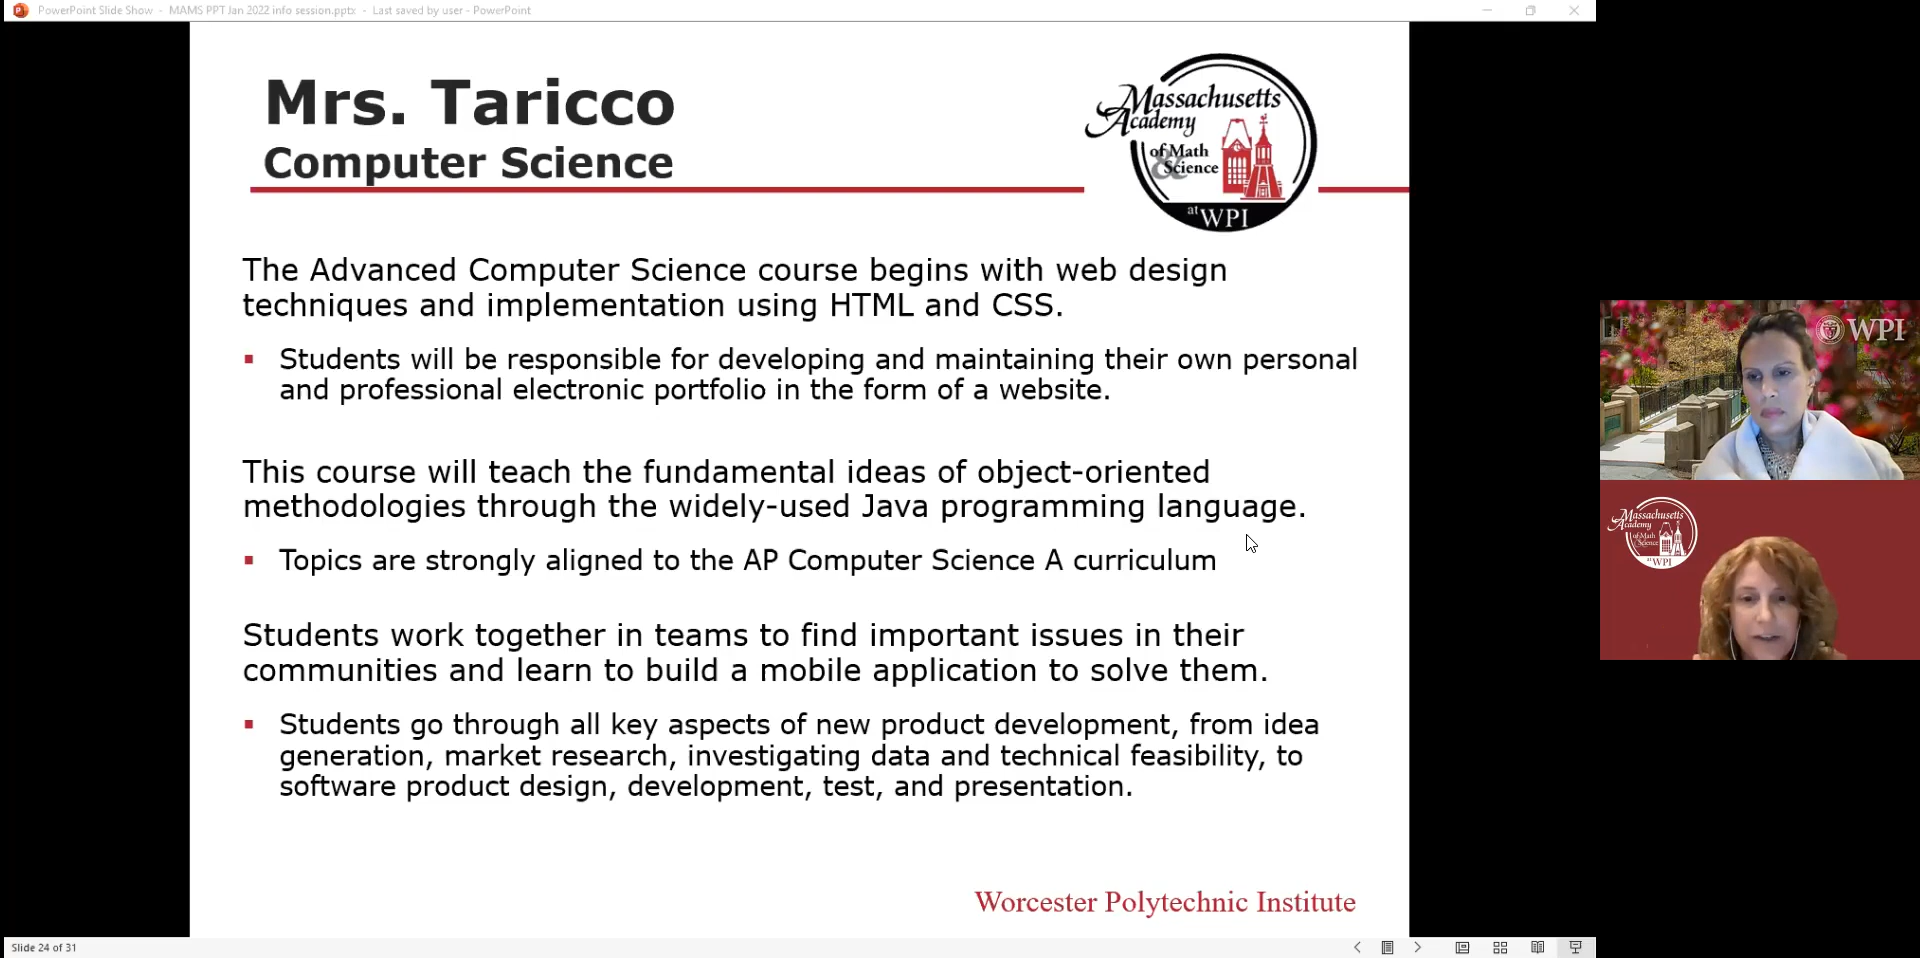 PowerPoint Slide Show - MAMS PPT Jan 2022 info session.pptx - Last saved by user - PowerPoint
Mrs. Taricco
Computer Science
Massachusetts
Academy
of Math
&
Science
at WPI
The Advanced Computer Science course begins with web design
techniques and implementation using HTML and CSS.
▪ Students will be responsible for developing and maintaining their own personal
and professional electronic portfolio in the form of a website.
This course will teach the fundamental ideas of object-oriented
methodologies through the widely-used Java programming language.
▪ Topics are strongly aligned to the AP Computer Science A curriculum
Students work together in teams to find important issues in their
communities and learn to build a mobile application to solve them.
▪ Students go through all key aspects of new product development, from idea
generation, market research, investigating data and technical feasibility, to
software product design, development, test, and presentation.
Worcester Polytechnic Institute
Slide 24 of 31
WPI
Massachusetts
Academy
of Math
Science
at WPI